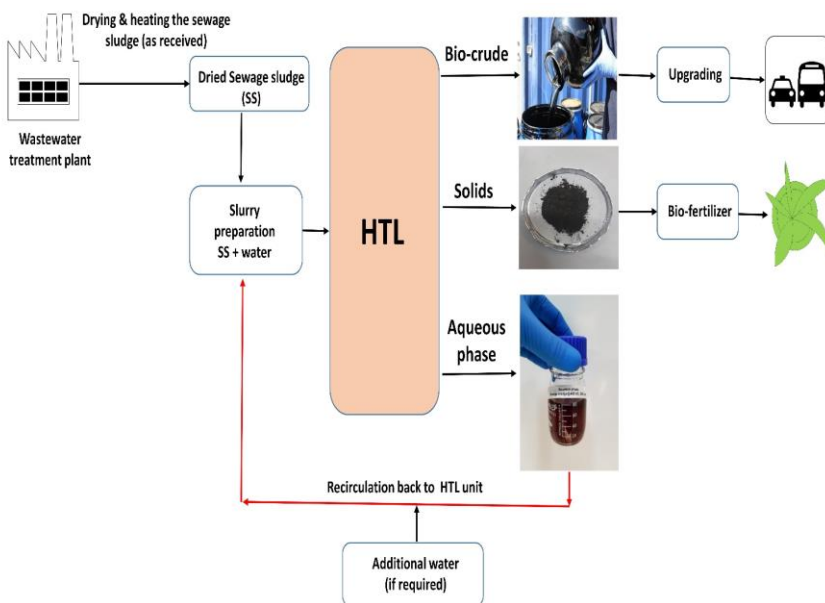 Drying & heating the sewage
sludge (as received)
Wastewater
treatment plant
Dried Sewage sludge
(SS)
Slurry
preparation
SS + water
HTL
Bio-crude
Upgrading
Solids
Bio-fertilizer
Aqueous
phase
Recirculation back to HTL unit
Additional water
(if required)